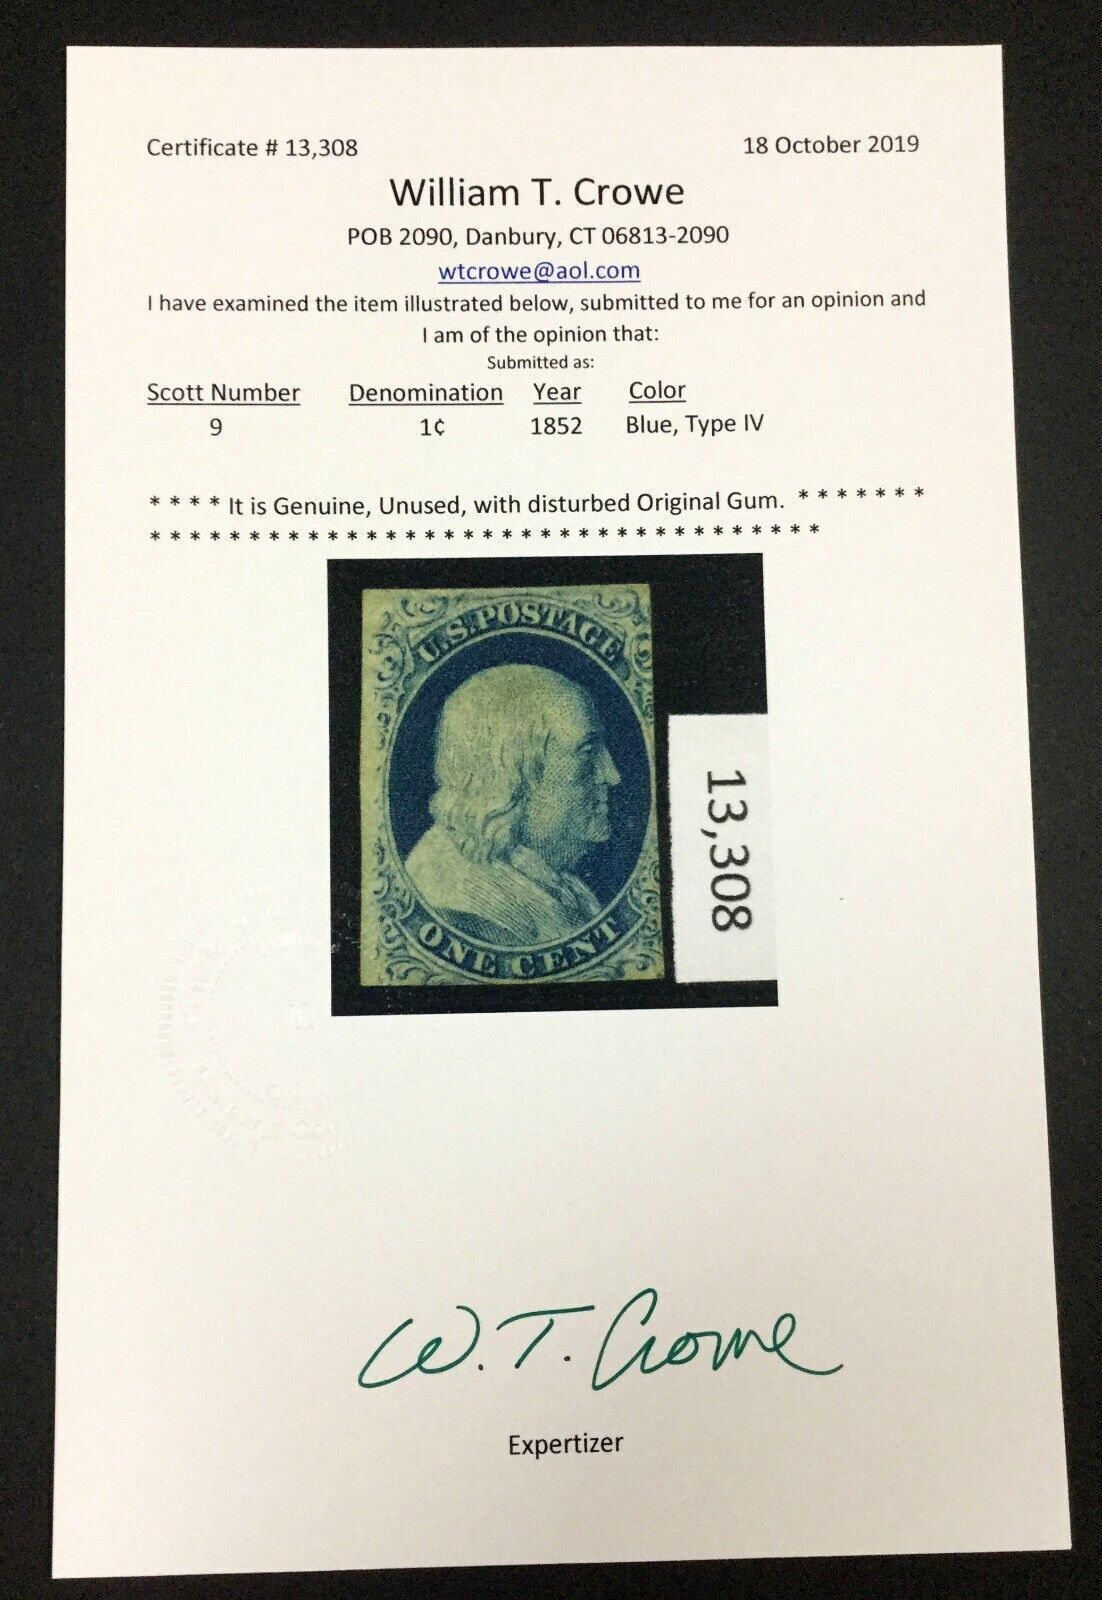 Certificate # 13,308 18 October 2019
William T. Crowe
POB 2090, Danbury, CT 06813-2090
wtcrowe@aol.com
I have examined the item illustrated below, submitted to me for an opinion and
I am of the opinion that:
Submitted as:
Scott Number Denomination Year Color
9 1¢ 1852 Blue, Type IV
* * * * It is Genuine, Unused, with disturbed Original Gum. * * * * * * *
* * * * * * * * * * * * * * * * * * * * * * * * * * * * * * * * * * *
U.S. POSTAGE
ONE CENT
13,308
W. T. Crowe
Expertizer